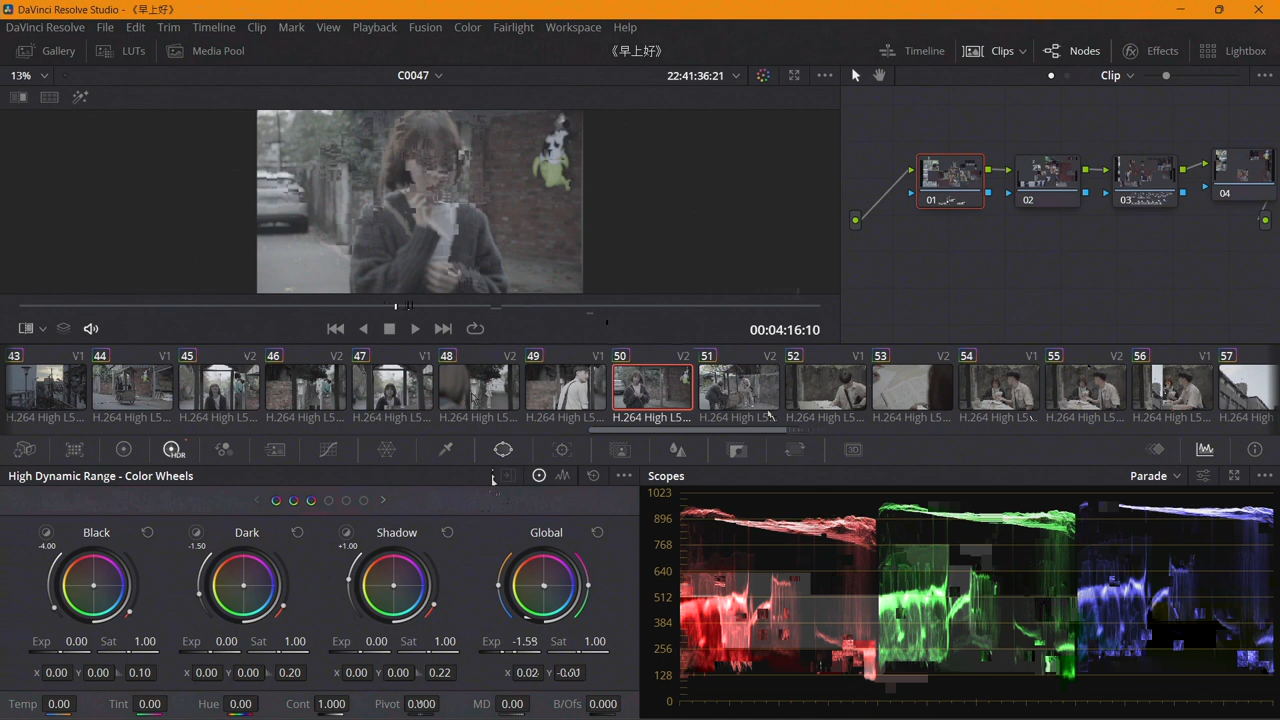 DaVinci Resolve Studio - 《早上好》
DaVinci Resolve File Edit Trim Timeline Clip Mark View Playback Fusion Color Fairlight Workspace Help
Gallery LUTs Media Pool 《早上好》 Timeline Clips Nodes Effects Lightbox
13% C0047 22:41:36:21 Clip
01 02 03 04
00:04:16:10
43 V1 44 V1 45 V2 46 V2 47 V1 48 V2 49 V1 50 V2 51 V2 52 V1 53 V2 54 V1 55 V2 56 V1 57
H.264 High L5... H.264 High L5... H.264 High L5... H.264 High L5... H.264 High L5... H.264 High L5... H.264 High L5... H.264 High L5... H.264 High L5... H.264 High L5... H.264 High L5... H.264 High L5... H.264 High L5... H.264 High L5... H.264 High
HDR 3D
High Dynamic Range - Color Wheels Scopes Parade
Black Dark Shadow Global
-4.00 -1.50 +1.00
Exp 0.00 Sat 1.00 Exp 0.00 Sat 1.00 Exp 0.00 Sat 1.00 Exp Sat 1.00
X 0.00 Y 0.00 0.10 X 0.00 Y 0.00 0.20 X 0.00 Y 0.00 0.22 X 0.02 Y
Temp 0.00 Tint 0.00 Hue 0.00 Cont 1.000 Pivot MD 0.00 B/Ofs 0.000
1023
896
768
640
512
384
256
128
0